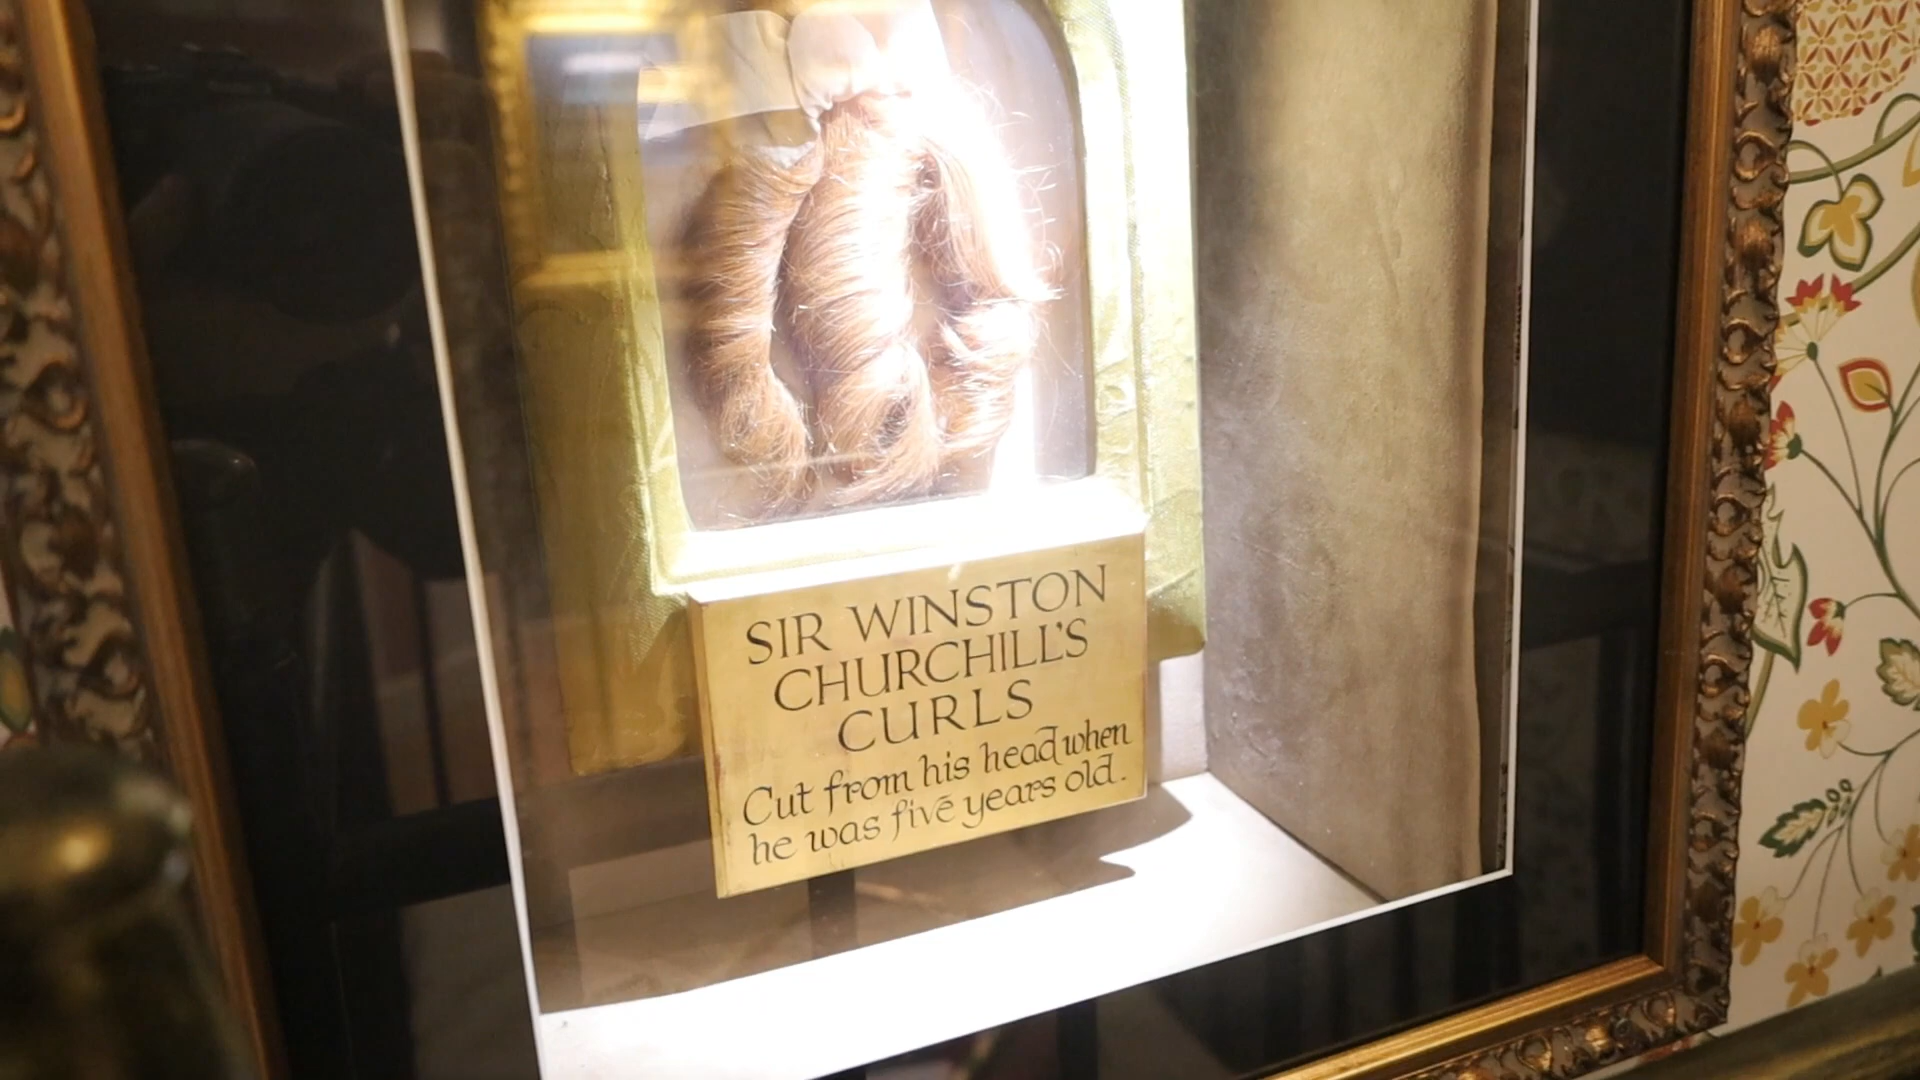 SIR WINSTON
CHURCHILL'S
CURLS
Cut from his head when
he was five years old.